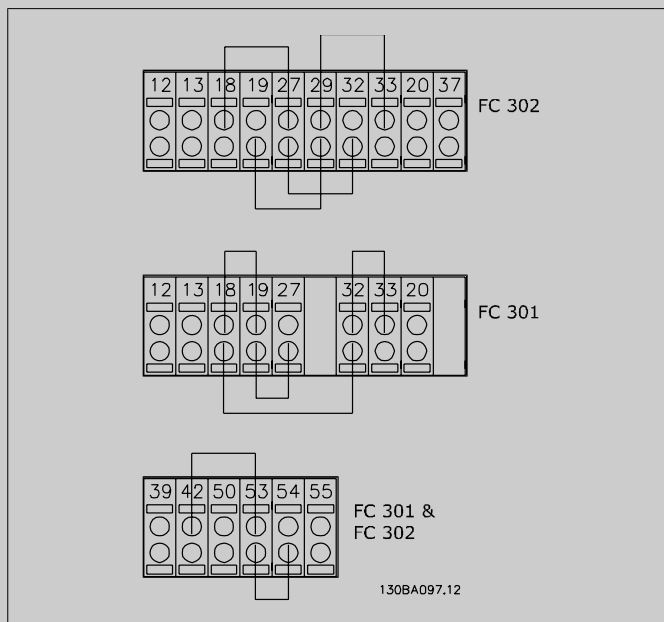 12 13 18 19 27 29 32 33 20 37
FC 302
12 13 18 19 27 32 33 20
FC 301
39 42 50 53 54 55
FC 301 &
FC 302
130BA097.12